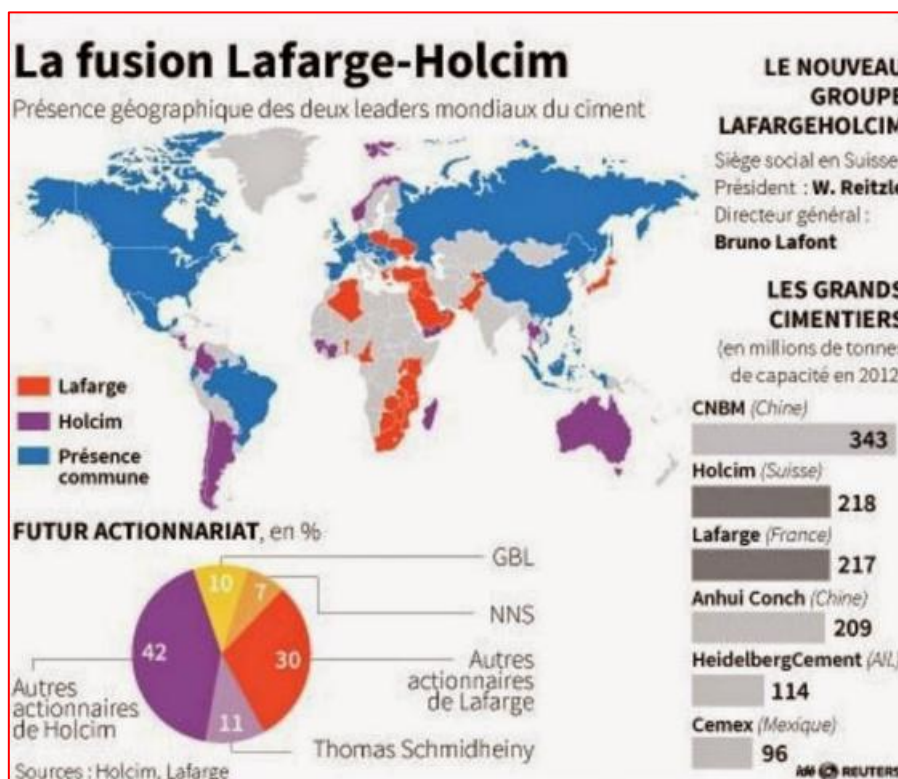 La fusion Lafarge-Holcim
Présence géographique des deux leaders mondiaux du ciment
Lafarge
Holcim
Présence
commune
FUTUR ACTIONNARIAT, en %
10
7
42
30
11
GBL
NNS
Autres
actionnaires
de Lafarge
Autres
actionnaires
de Holcim
Thomas Schmidheiny
Sources : Holcim, Lafarge
LE NOUVEAU
GROUPE
LAFARGEHOLCIM
Siège social en Suisse
Président : W. Reitzle
Directeur général :
Bruno Lafont
LES GRANDS
CIMENTIERS
(en millions de tonnes
de capacité en 2012
CNBM (Chine)
343
Holcim (Suisse)
218
Lafarge (France)
217
Anhui Conch (Chine)
209
HeidelbergCement (All.)
114
Cemex (Mexique)
96
REUTERS